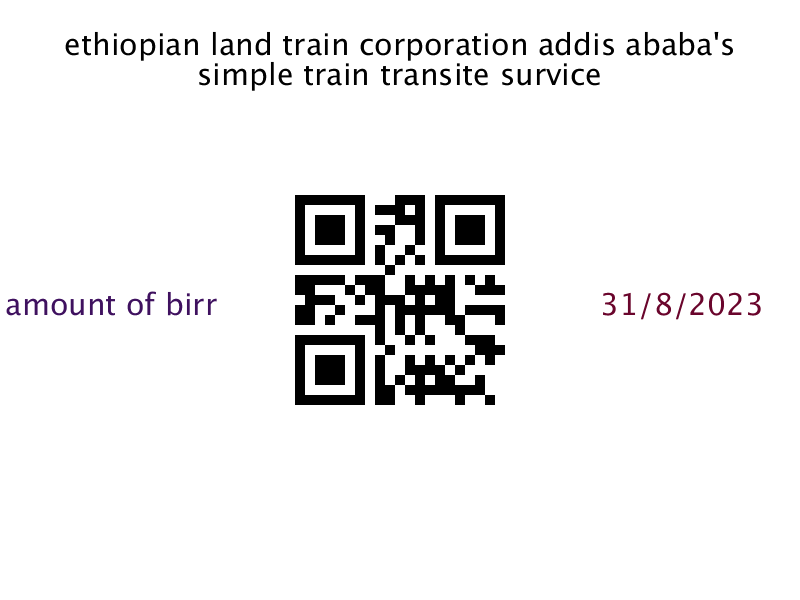 ethiopian land train corporation addis ababa's
simple train transite survice
amount of birr
31/8/2023